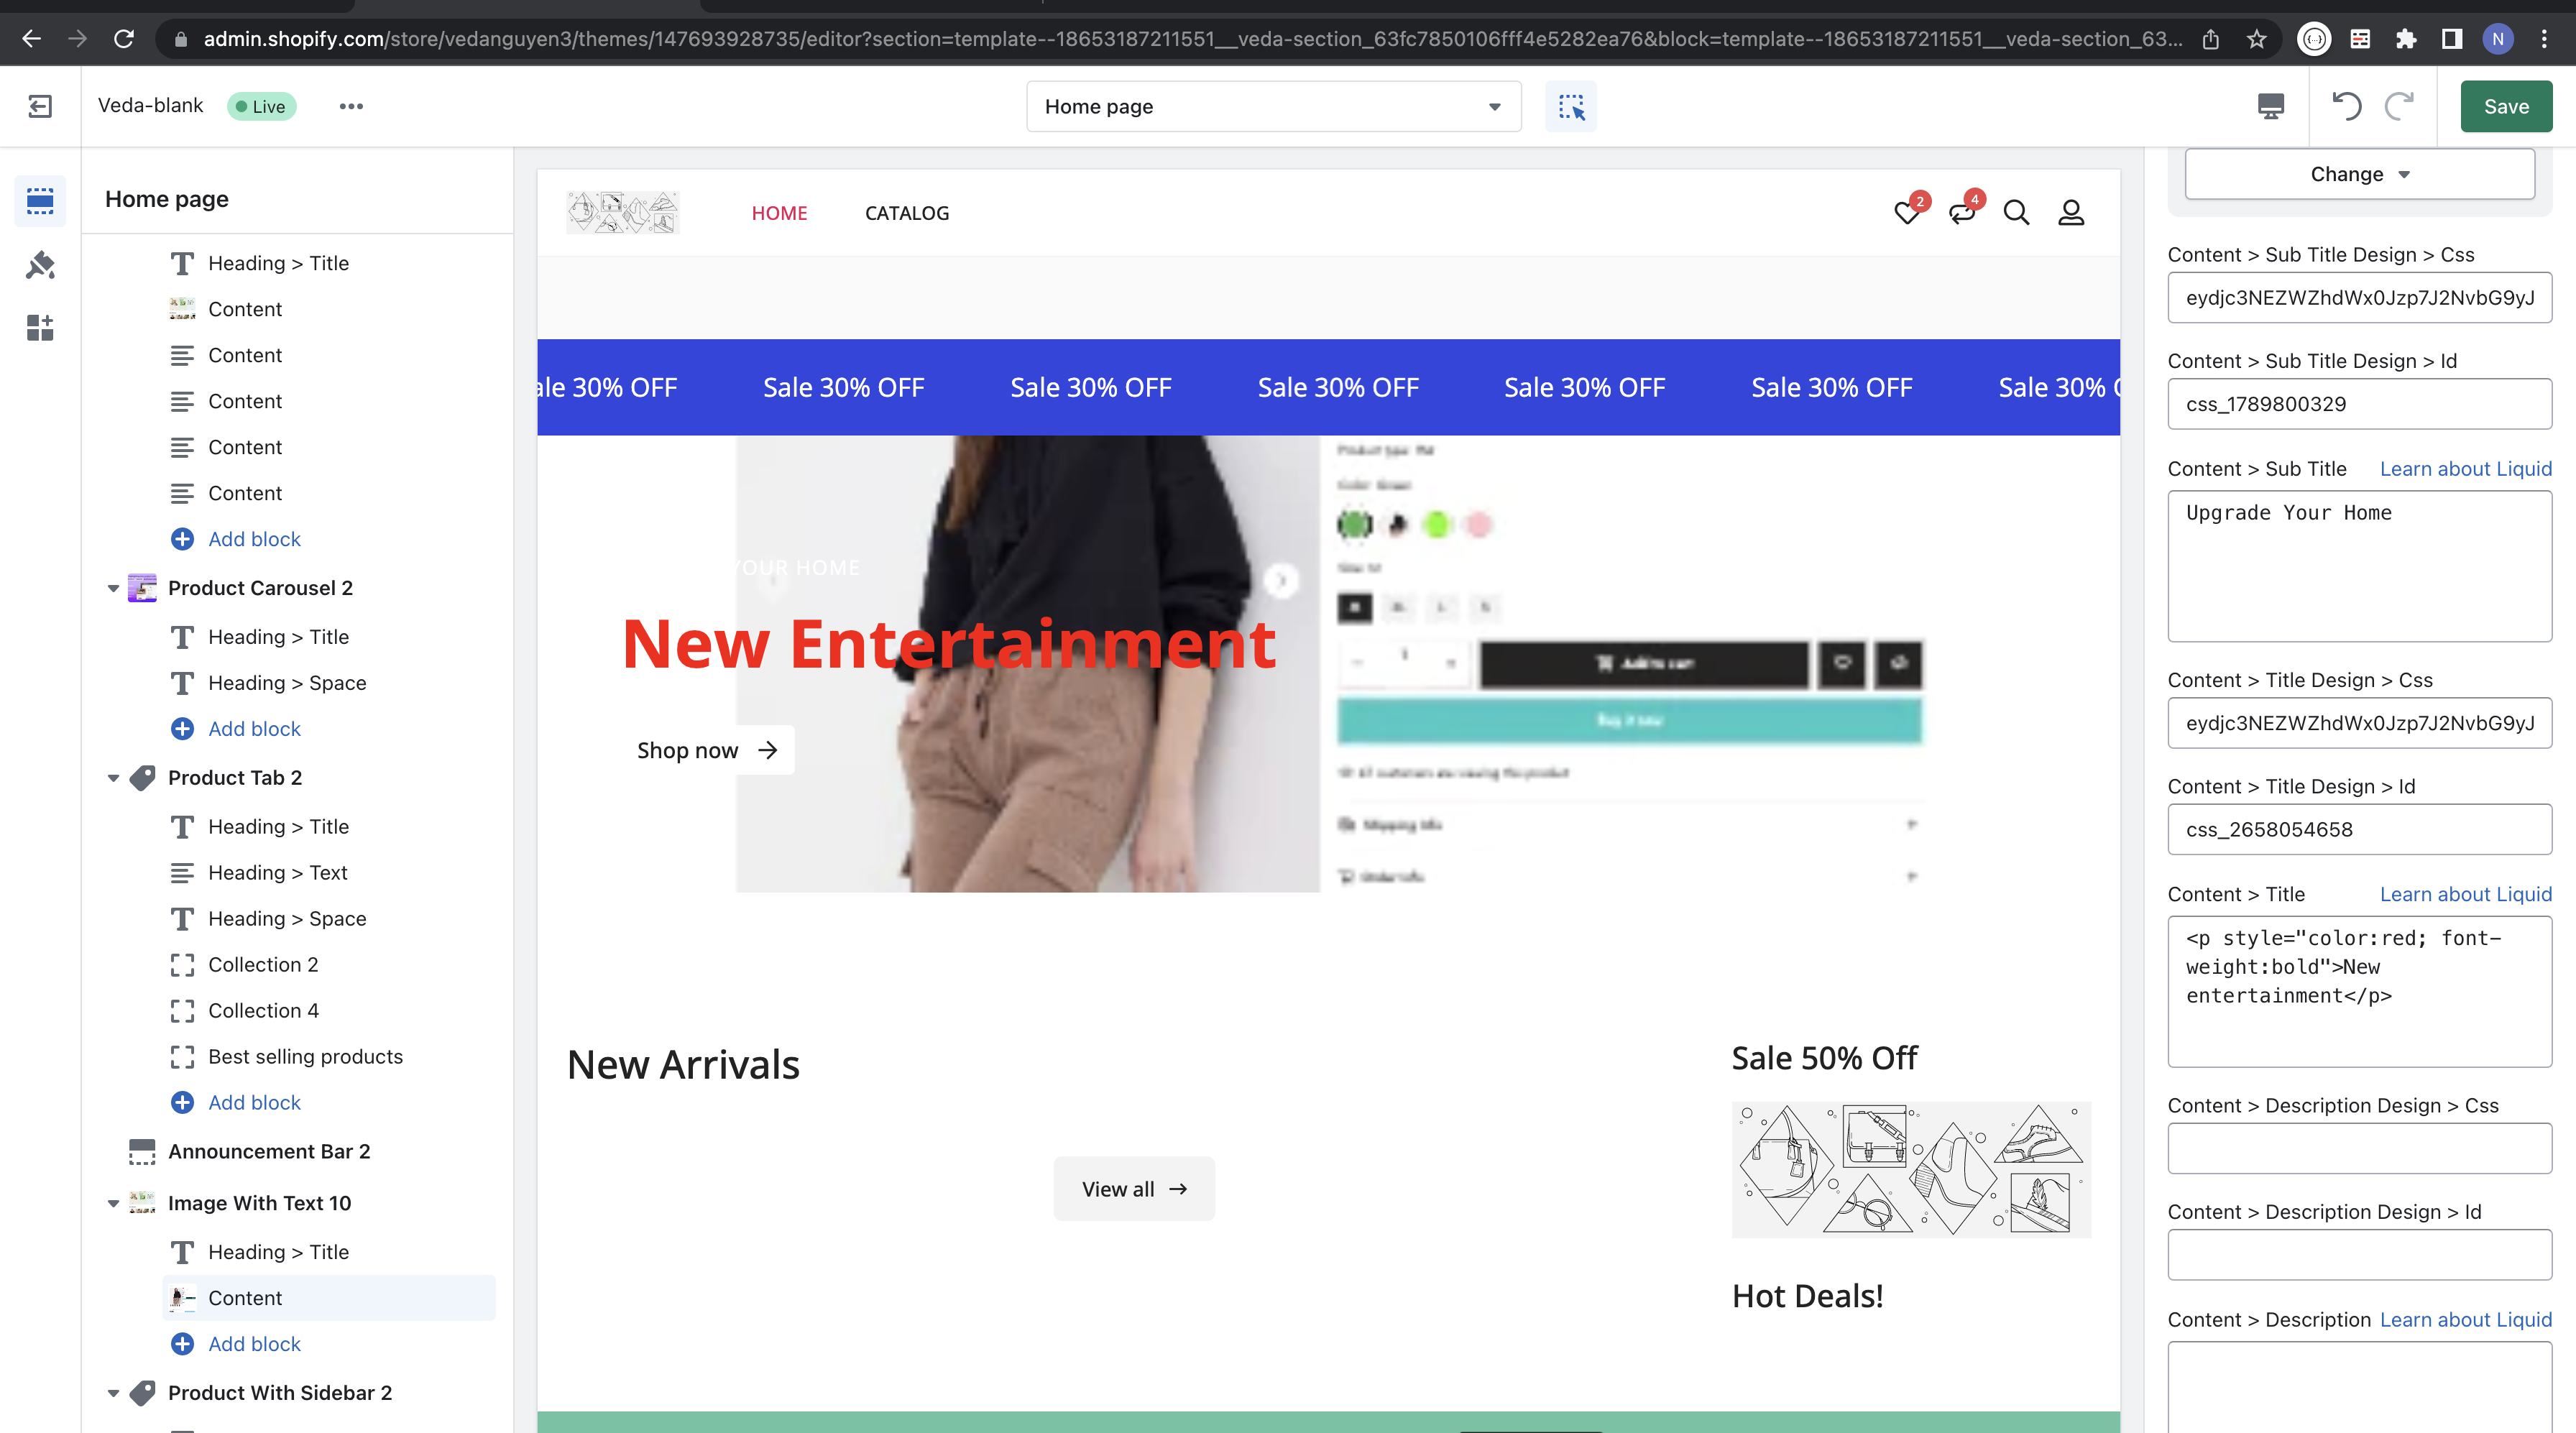 admin.shopify.com/store/vedanguyen3/themes/147693928735/editor?section=template--18653187211551__veda-section_63fc7850106fff4e5282ea76&block=template--18653187211551__veda-section_63...
N
Veda-blank
Live
Home page
Save
Home page
Heading > Title
Content
Content
Content
Content
Content
Add block
Product Carousel 2
Heading > Title
Heading > Space
Add block
Product Tab 2
Heading > Title
Heading > Text
Heading > Space
Collection 2
Collection 4
Best selling products
Add block
Announcement Bar 2
Image With Text 10
Heading > Title
Content
Add block
Product With Sidebar 2
HOME
CATALOG
2
4
ale 30% OFF
Sale 30% OFF
Sale 30% OFF
Sale 30% OFF
Sale 30% OFF
Sale 30% OFF
Sale 30%
YOUR HOME
New Entertainment
Shop now
Add to cart
Buy it now
New Arrivals
View all
Sale 50% Off
Hot Deals!
Change
Content > Sub Title Design > Css
eydjc3NEZWZhdWx0Jzp7J2NvbG9yJ
Content > Sub Title Design > Id
css_1789800329
Content > Sub Title
Learn about Liquid
Upgrade Your Home
Content > Title Design > Css
eydjc3NEZWZhdWx0Jzp7J2NvbG9yJ
Content > Title Design > Id
css_2658054658
Content > Title
Learn about Liquid
<p style="color:red; font-
weight:bold">New
entertainment</p>
Content > Description Design > Css
Content > Description Design > Id
Content > Description
Learn about Liquid